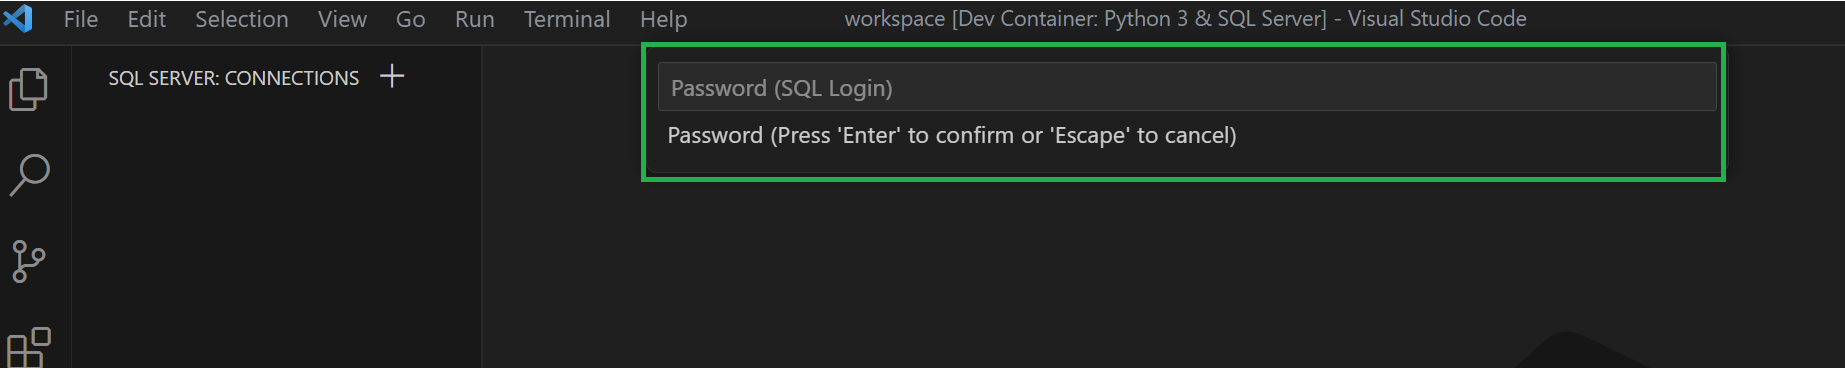 File Edit Selection View Go Run Terminal Help workspace [Dev Container: Python 3 & SQL Server] - Visual Studio Code
SQL SERVER: CONNECTIONS
Password (SQL Login)
Password (Press 'Enter' to confirm or 'Escape' to cancel)